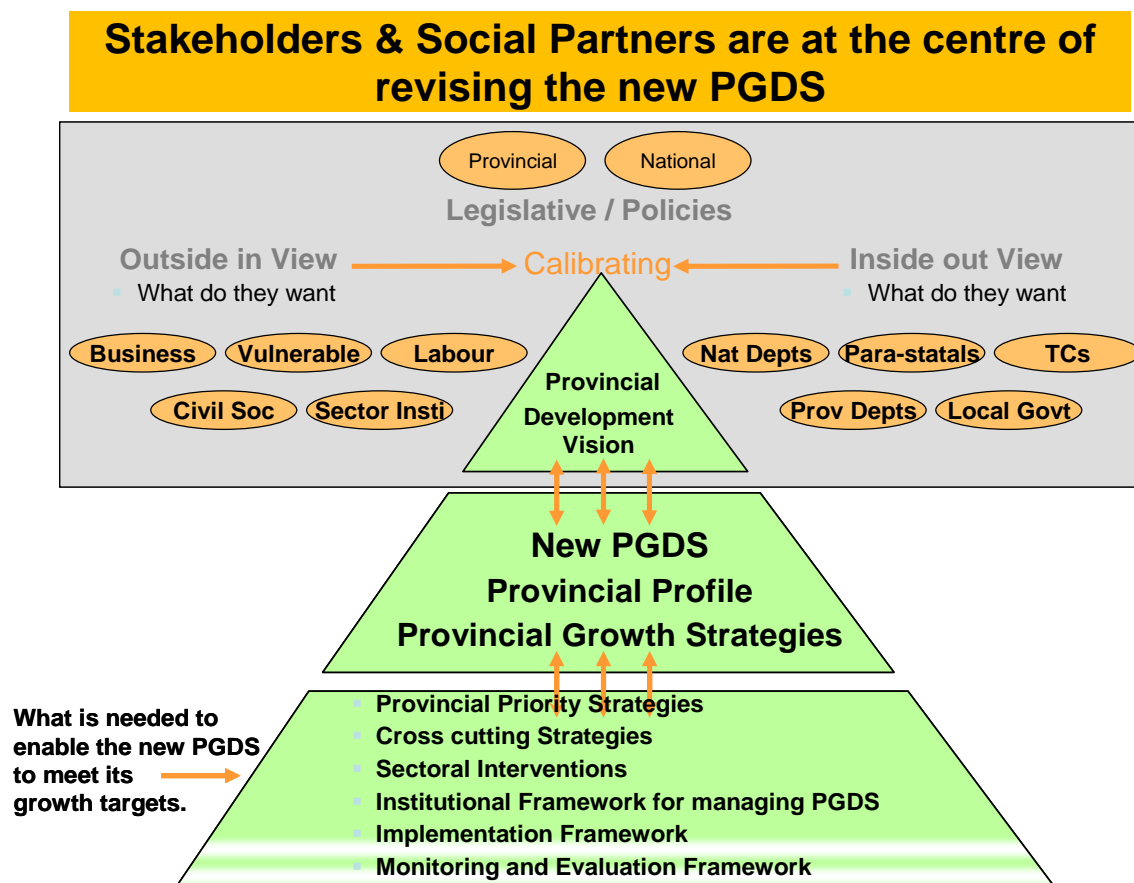 Stakeholders & Social Partners are at the centre of
revising the new PGDS
Provincial
National
Legislative / Policies
Outside in View
Calibrating
Inside out View
What do they want
What do they want
Business
Vulnerable
Labour
Nat Depts
Para-statals
TCs
Civil Soc
Sector Insti
Prov Depts
Local Govt
Provincial
Development
Vision
New PGDS
Provincial Profile
Provincial Growth Strategies
What is needed to
enable the new PGDS
to meet its
growth targets.
Provincial Priority Strategies
Cross cutting Strategies
Sectoral Interventions
Institutional Framework for managing PGDS
Implementation Framework
Monitoring and Evaluation Framework